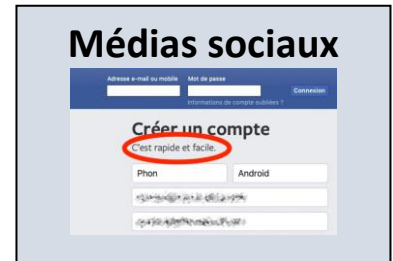 Médias sociaux
Adresse e-mail ou mobile Mot de passe
Connexion
Informations de compte oubliées ?
Créer un compte
C'est rapide et facile.
Phon Android